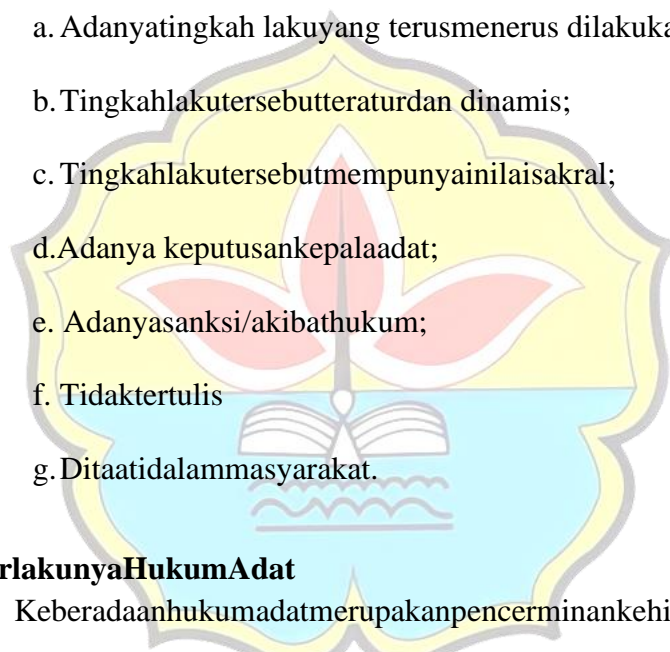 a. Adanyatingkah lakuyang terusmenerus dilakuka
b. Tingkahlakutersebutteraturdan dinamis;
c. Tingkahlakutersebutmempunyainilaisakral;
d.Adanya keputusankepalaadat;
e. Adanyasanksi/akibathukum;
f. Tidaktertulis
g. Ditaatidalammasyarakat.
rlakunyaHukumAdat
Keberadaanhukumadatmerupakanpencerminankehi